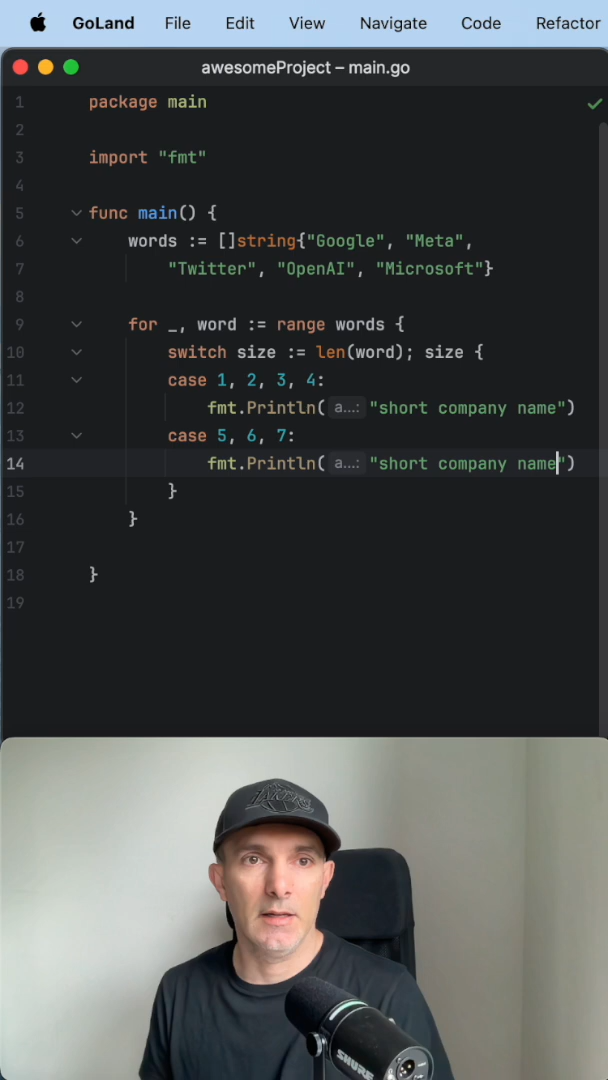 GoLand File Edit View Navigate Code Refactor
awesomeProject – main.go
1 package main
2
3 import "fmt"
4
5 func main() {
6 words := []string{"Google", "Meta",
7 "Twitter", "OpenAI", "Microsoft"}
8
9 for _, word := range words {
10 switch size := len(word); size {
11 case 1, 2, 3, 4:
12 fmt.Println( a...: "short company name")
13 case 5, 6, 7:
14 fmt.Println( a...: "short company name")
15 }
16 }
17
18 }
19
LAKERS
SHURE